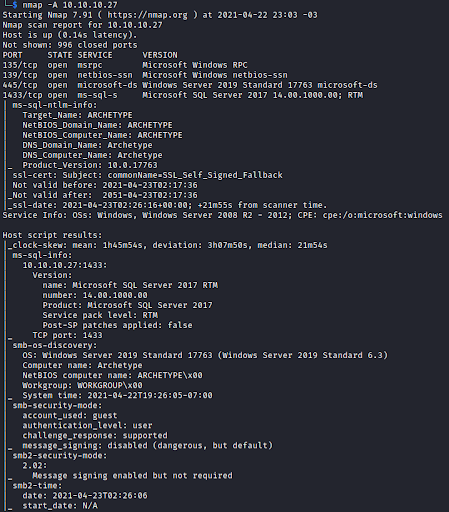 └─$ nmap -A 10.10.10.27
Starting Nmap 7.91 ( https://nmap.org ) at 2021-04-22 23:03 -03
Nmap scan report for 10.10.10.27
Host is up (0.14s latency).
Not shown: 996 closed ports
PORT     STATE SERVICE      VERSION
135/tcp  open  msrpc        Microsoft Windows RPC
139/tcp  open  netbios-ssn  Microsoft Windows netbios-ssn
445/tcp  open  microsoft-ds Windows Server 2019 Standard 17763 microsoft-ds
1433/tcp open  ms-sql-s     Microsoft SQL Server 2017 14.00.1000.00; RTM
| ms-sql-ntlm-info:
|   Target_Name: ARCHETYPE
|   NetBIOS_Domain_Name: ARCHETYPE
|   NetBIOS_Computer_Name: ARCHETYPE
|   DNS_Domain_Name: Archetype
|   DNS_Computer_Name: Archetype
|_  Product_Version: 10.0.17763
| ssl-cert: Subject: commonName=SSL_Self_Signed_Fallback
| Not valid before: 2021-04-23T02:17:36
|_Not valid after:  2051-04-23T02:17:36
|_ssl-date: 2021-04-23T02:26:16+00:00; +21m55s from scanner time.
Service Info: OSs: Windows, Windows Server 2008 R2 - 2012; CPE: cpe:/o:microsoft:windows
Host script results:
|_clock-skew: mean: 1h45m54s, deviation: 3h07m50s, median: 21m54s
| ms-sql-info:
|   10.10.10.27:1433:
|     Version:
|       name: Microsoft SQL Server 2017 RTM
|       number: 14.00.1000.00
|       Product: Microsoft SQL Server 2017
|       Service pack level: RTM
|       Post-SP patches applied: false
|_    TCP port: 1433
| smb-os-discovery:
|   OS: Windows Server 2019 Standard 17763 (Windows Server 2019 Standard 6.3)
|   Computer name: Archetype
|   NetBIOS computer name: ARCHETYPE\x00
|   Workgroup: WORKGROUP\x00
|_  System time: 2021-04-22T19:26:05-07:00
| smb-security-mode:
|   account_used: guest
|   authentication_level: user
|   challenge_response: supported
|_  message_signing: disabled (dangerous, but default)
| smb2-security-mode:
|   2.02:
|_    Message signing enabled but not required
| smb2-time:
|   date: 2021-04-23T02:26:06
|_  start_date: N/A